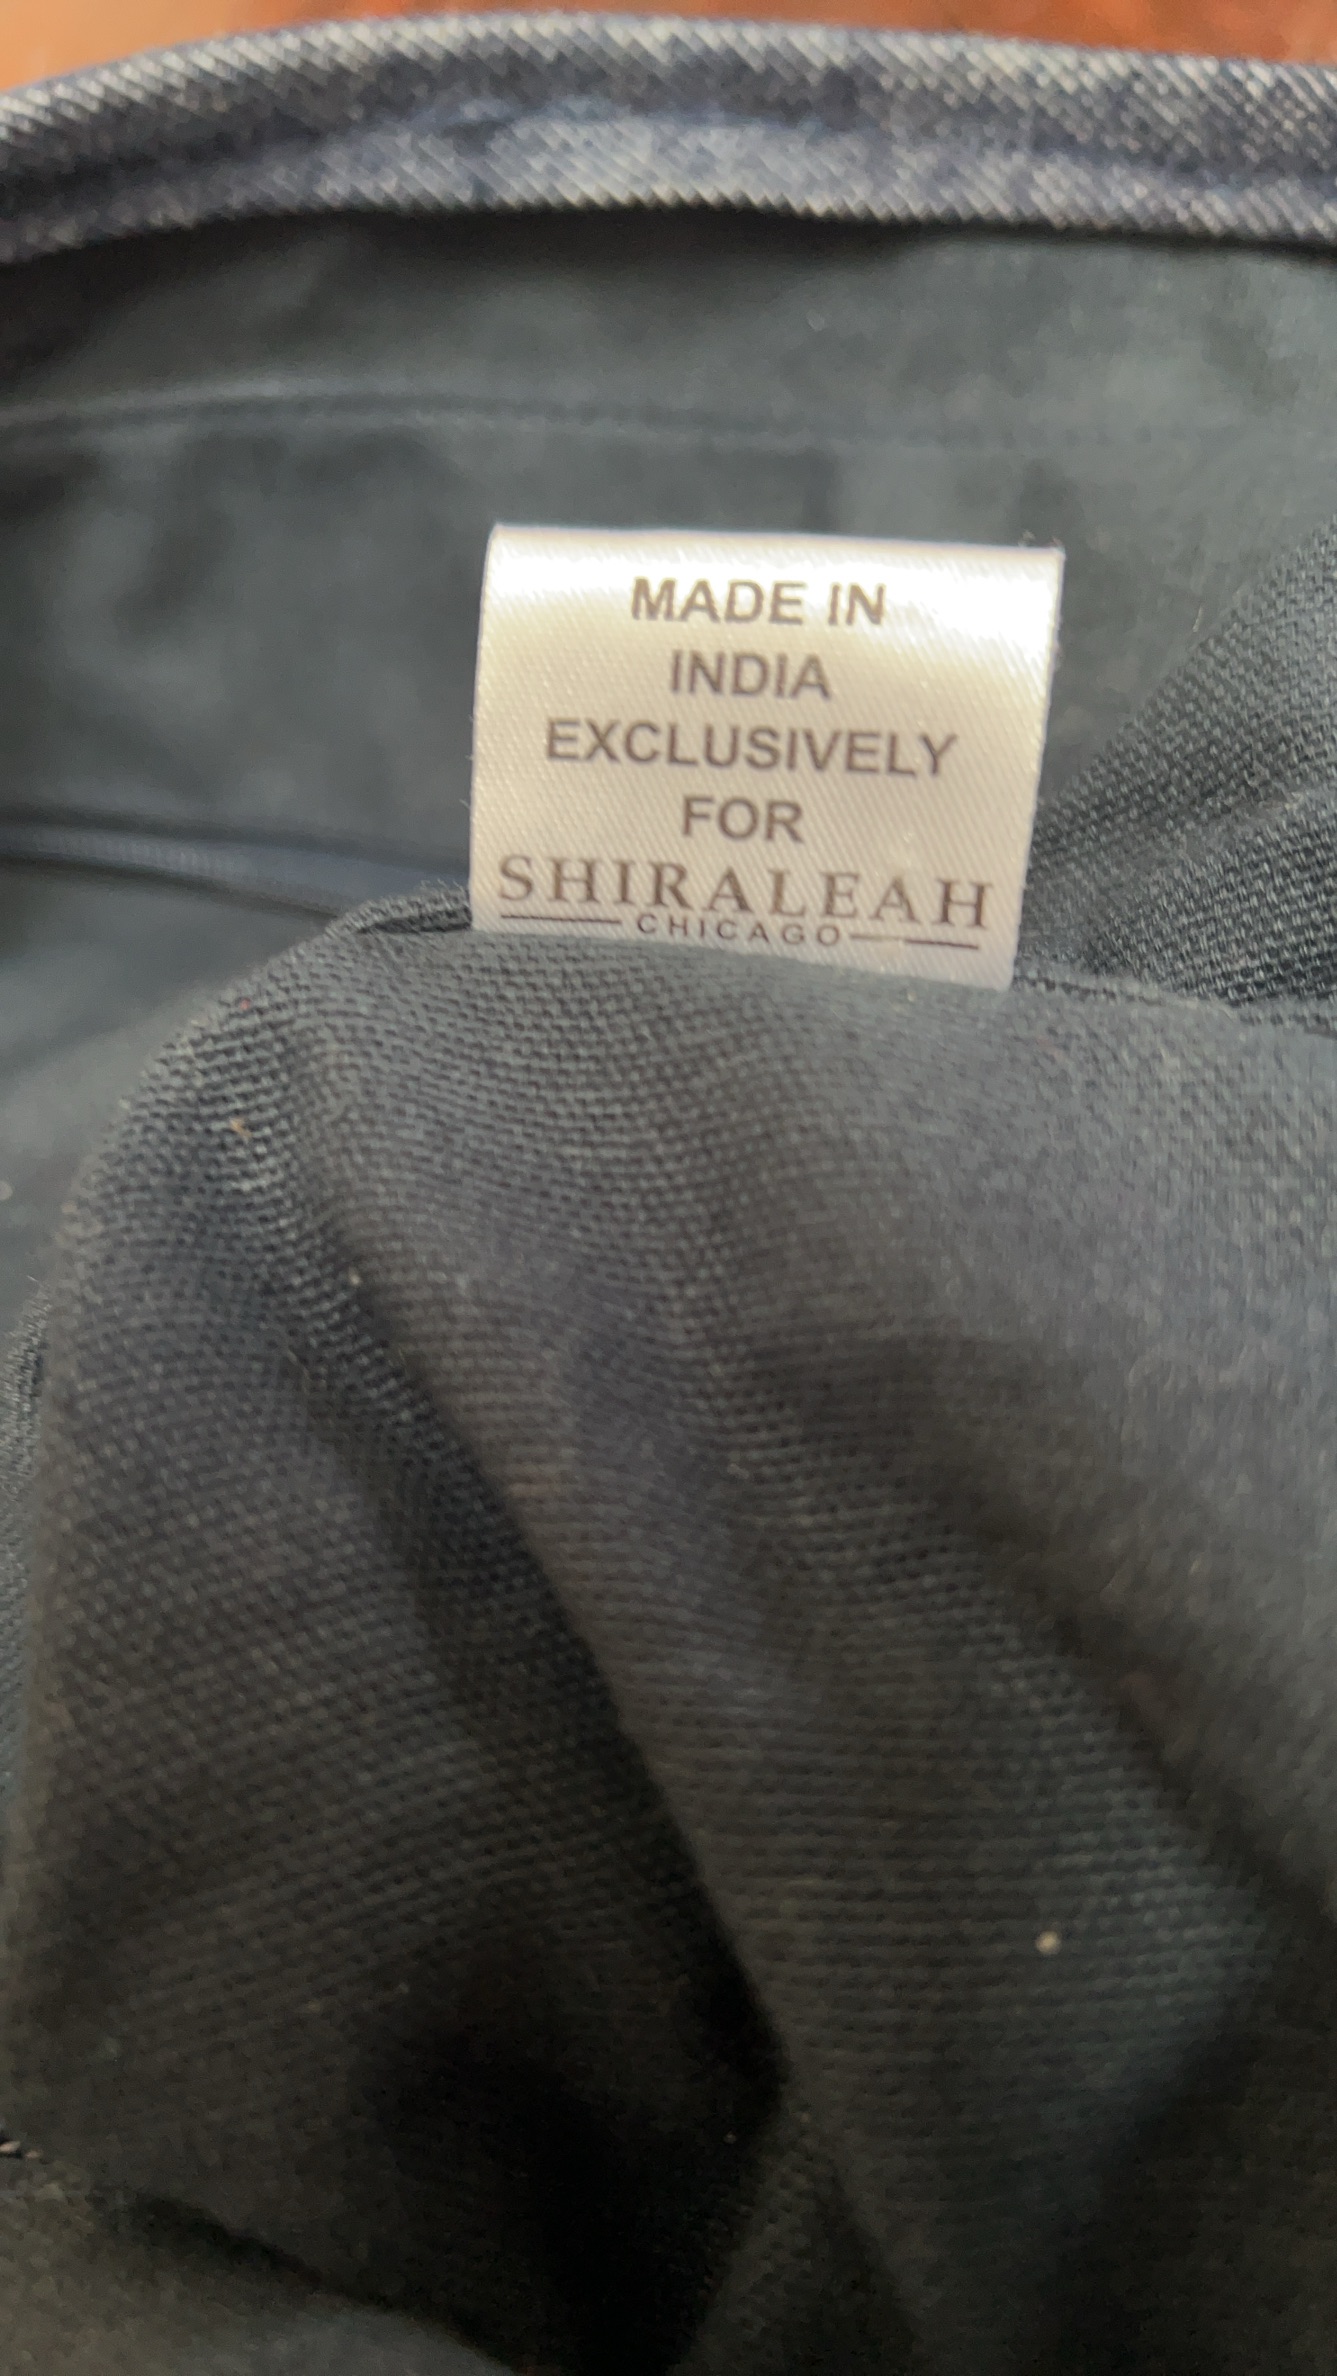 MADE IN
INDIA
EXCLUSIVELY
FOR
SHIRALEAH
CHICAGO